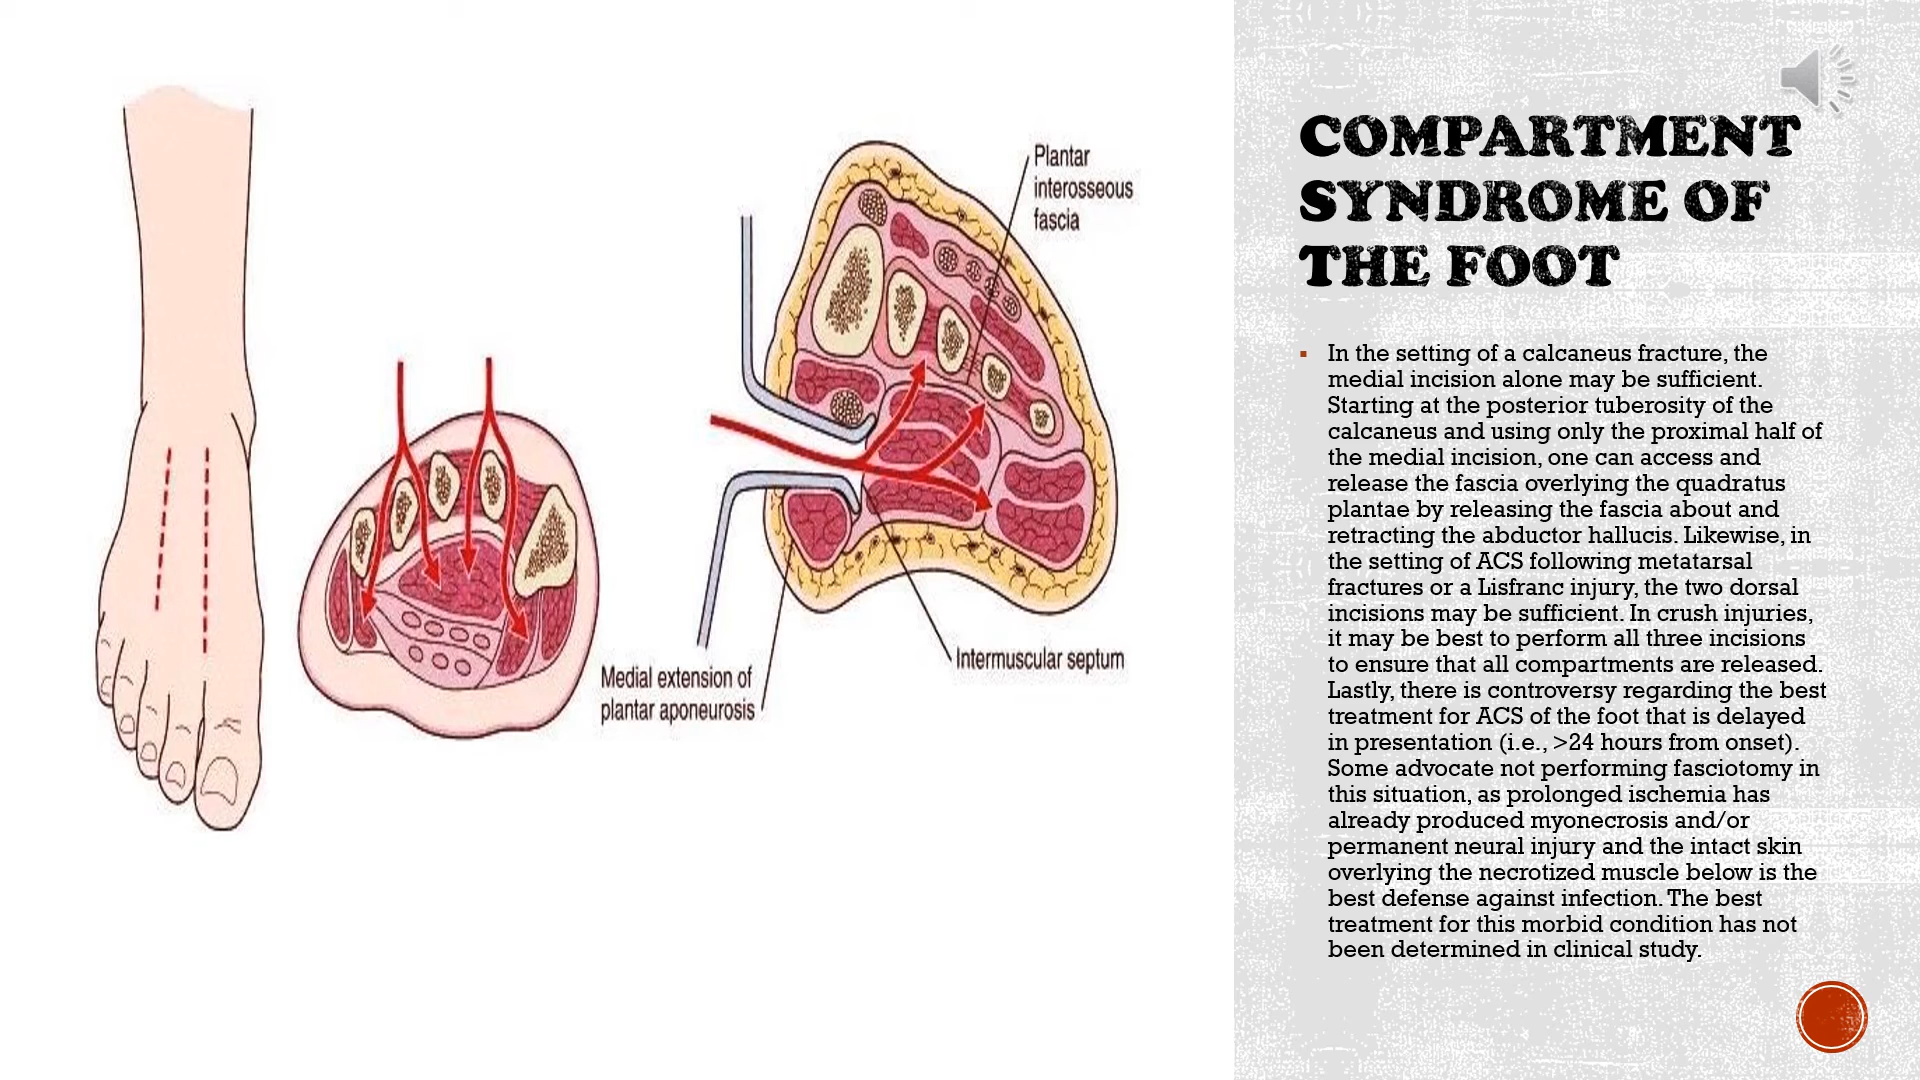 Plantar
interosseous
fascia
Medial extension of
plantar aponeurosis
Intermuscular septum
COMPARTMENT
SYNDROME OF
THE FOOT
▪ In the setting of a calcaneus fracture, the
medial incision alone may be sufficient.
Starting at the posterior tuberosity of the
calcaneus and using only the proximal half of
the medial incision, one can access and
release the fascia overlying the quadratus
plantae by releasing the fascia about and
retracting the abductor hallucis. Likewise, in
the setting of ACS following metatarsal
fractures or a Lisfranc injury, the two dorsal
incisions may be sufficient. In crush injuries,
it may be best to perform all three incisions
to ensure that all compartments are released.
Lastly, there is controversy regarding the best
treatment for ACS of the foot that is delayed
in presentation (i.e., >24 hours from onset).
Some advocate not performing fasciotomy in
this situation, as prolonged ischemia has
already produced myonecrosis and/or
permanent neural injury and the intact skin
overlying the necrotized muscle below is the
best defense against infection. The best
treatment for this morbid condition has not
been determined in clinical study.